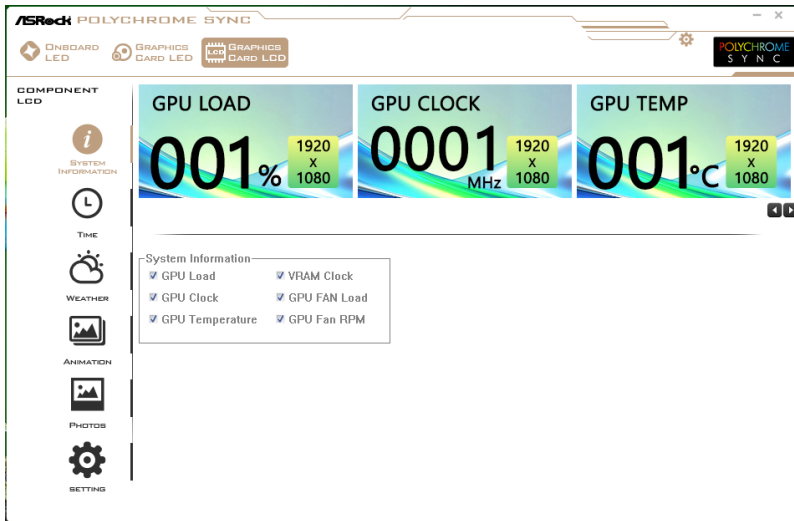 ASRock POLYCHROME SYNC
ONBOARD LED
GRAPHICS CARD LED
LCD
GRAPHICS CARD LCD
POLYCHROME
SYNC
COMPONENT
LCD
i
SYSTEM
INFORMATION
TIME
WEATHER
ANIMATION
PHOTOS
SETTING
GPU LOAD
001%
1920
x
1080
GPU CLOCK
0001 MHz
1920
x
1080
GPU TEMP
001°C
1920
x
1080
System Information
GPU Load
VRAM Clock
GPU Clock
GPU FAN Load
GPU Temperature
GPU Fan RPM